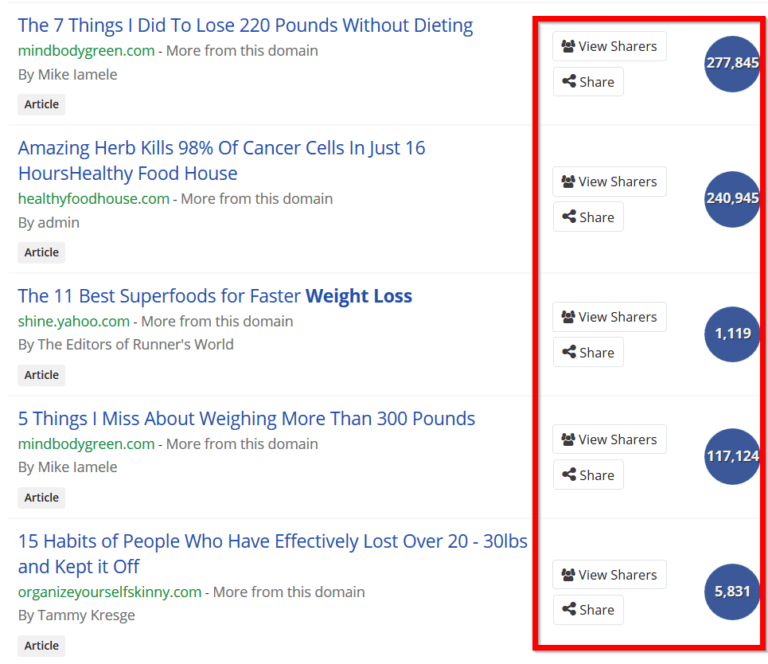 The 7 Things I Did To Lose 220 Pounds Without Dieting
mindbodygreen.com - More from this domain
By Mike Iamele
Article
View Sharers
Share
277,845
Amazing Herb Kills 98% Of Cancer Cells In Just 16
HoursHealthy Food House
healthyfoodhouse.com - More from this domain
By admin
Article
View Sharers
Share
240,945
The 11 Best Superfoods for Faster Weight Loss
shine.yahoo.com - More from this domain
By The Editors of Runner's World
Article
View Sharers
Share
1,119
5 Things I Miss About Weighing More Than 300 Pounds
mindbodygreen.com - More from this domain
By Mike Iamele
Article
View Sharers
Share
117,124
15 Habits of People Who Have Effectively Lost Over 20 - 30lbs
and Kept it Off
organizeyourselfskinny.com - More from this domain
By Tammy Kresge
Article
View Sharers
Share
5,831